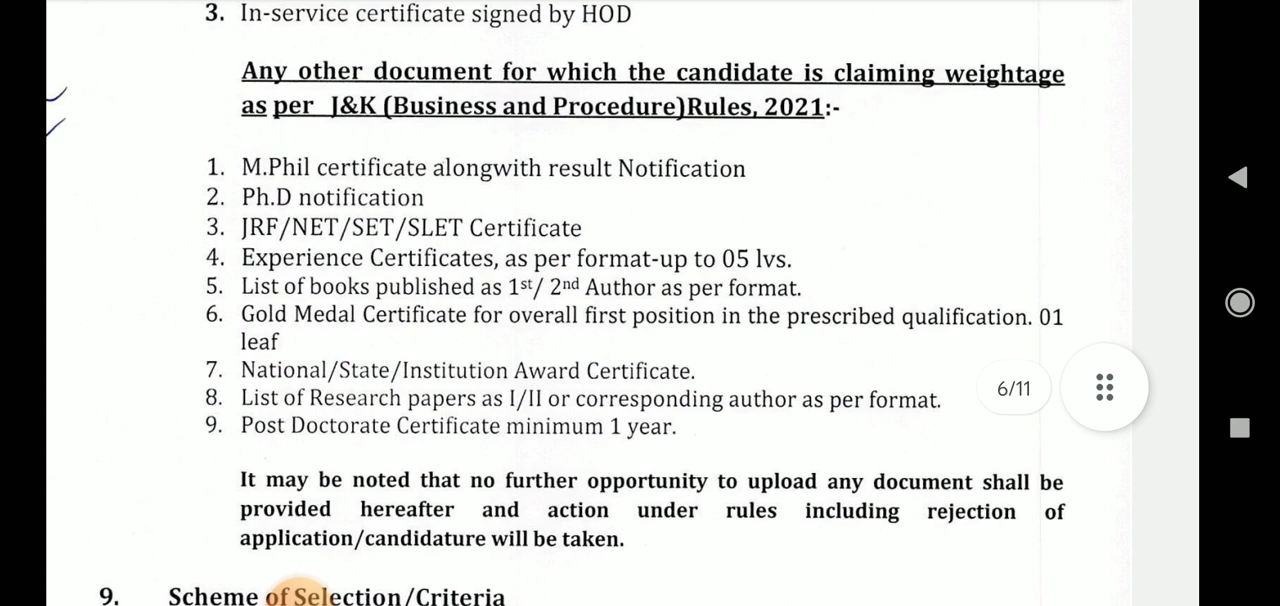 3. In-service certificate signed by HOD
Any other document for which the candidate is claiming weightage
as per J&K (Business and Procedure)Rules, 2021:-
1. M.Phil certificate alongwith result Notification
2. Ph.D notification
3. JRF/NET/SET/SLET Certificate
4. Experience Certificates, as per format-up to 05 lvs.
5. List of books published as 1st/ 2nd Author as per format.
6. Gold Medal Certificate for overall first position in the prescribed qualification. 01
leaf
7. National/State/Institution Award Certificate.
8. List of Research papers as I/II or corresponding author as per format.
6/11
9. Post Doctorate Certificate minimum 1 year.
It may be noted that no further opportunity to upload any document shall be
provided hereafter and action under rules including rejection of
application/candidature will be taken.
9. Scheme of Selection/Criteria